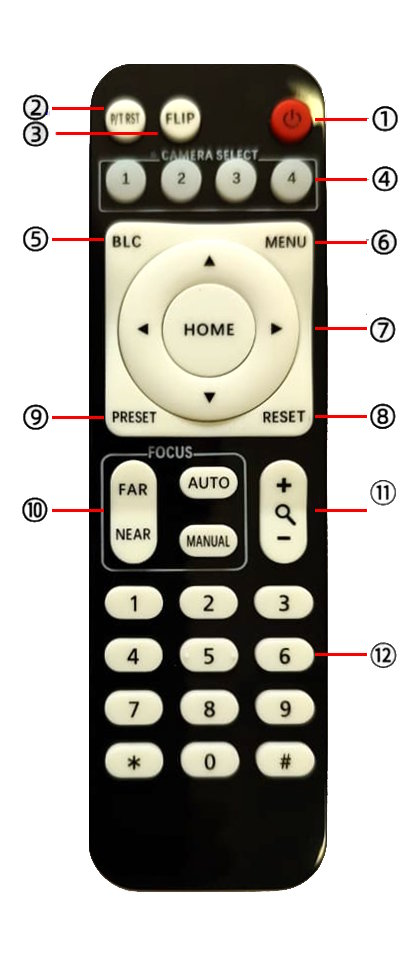 ② P/T RST FLIP ①
③
CAMERA SELECT
1 2 3 4 ④
⑤ BLC MENU ⑥
▲
◀ HOME ▶ ⑦
▼
⑨ PRESET RESET ⑧
FOCUS
FAR AUTO + ⑪
⑩
NEAR MANUAL −
1 2 3
4 5 6 ⑫
7 8 9
* 0 #